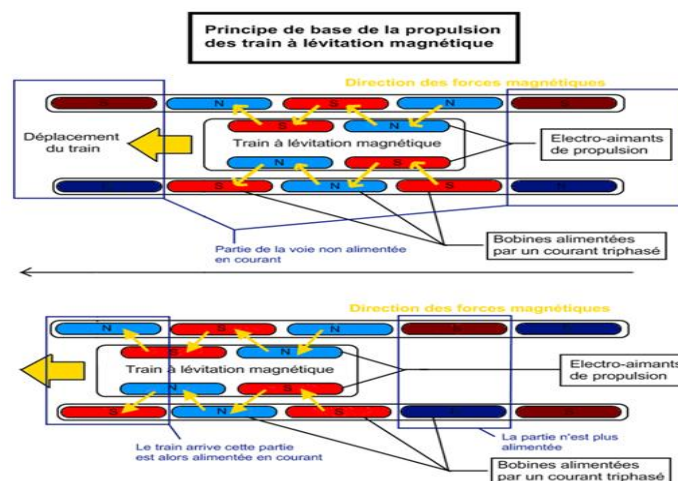 Principe de base de la propulsion
des train à lévitation magnétique
Direction des forces magnétiques
N S N
Déplacement
du train
S N
Train à lévitation magnétique
N S
Electro-aimants
de propulsion
S N S
Partie de la voie non alimentée
en courant
Bobines alimentées
par un courant triphasé
Direction des forces magnétiques
N S N
S N
Train à lévitation magnétique
N S
Electro-aimants
de propulsion
S N S
Le train arrive cette partie
est alors alimentée en courant
La partie n'est plus
alimentée
Bobines alimentées
par un courant triphasé